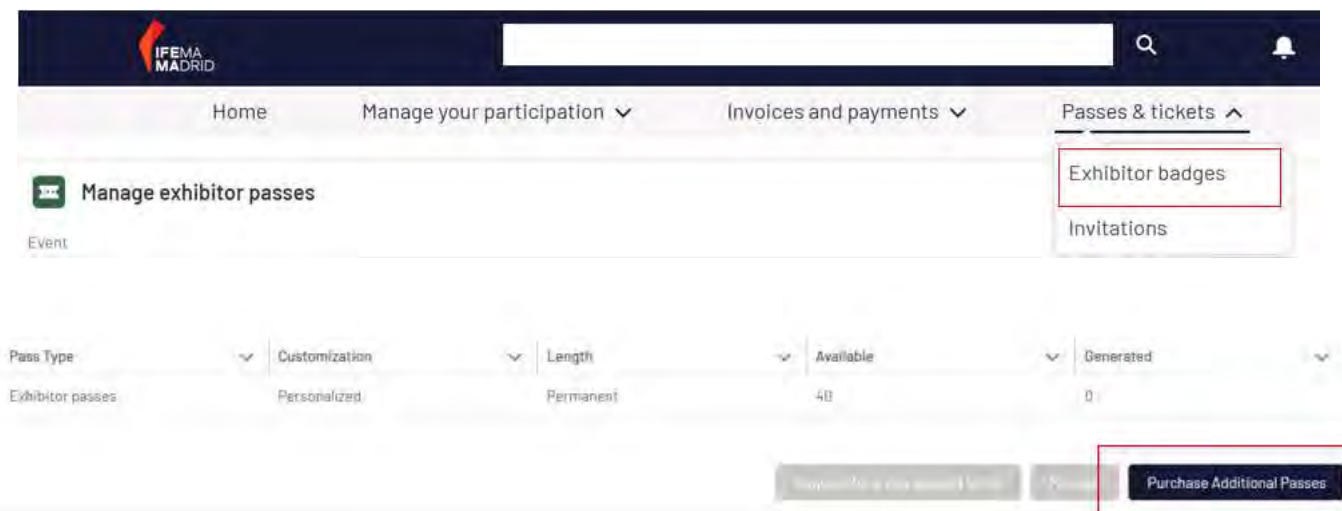 IFEMA
MADRID
Home Manage your participation Invoices and payments Passes & tickets
Exhibitor badges
Invitations
Manage exhibitor passes
Event
Pass Type Customization Length Available Generated
Exhibitor passes Personalized Permanent 40 0
Purchase Additional Passes